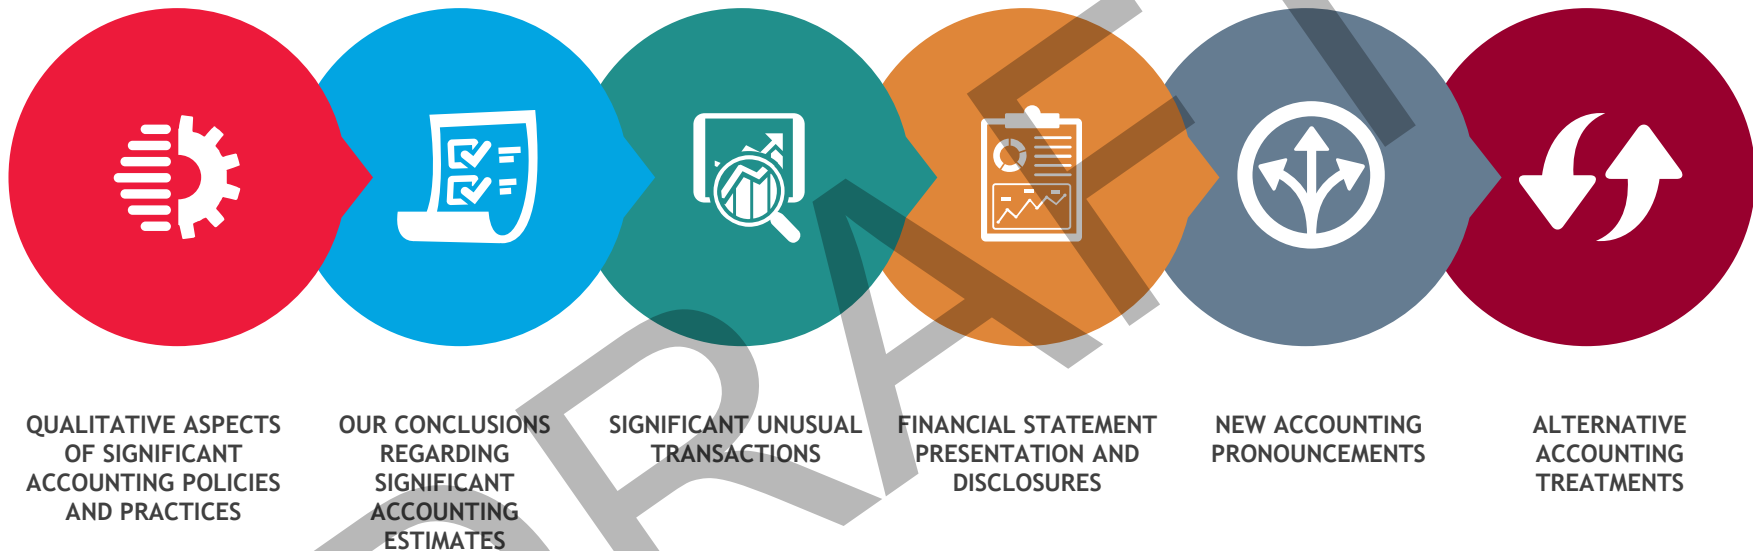 QUALITATIVE ASPECTS
OF SIGNIFICANT
ACCOUNTING POLICIES
AND PRACTICES
OUR CONCLUSIONS
REGARDING
SIGNIFICANT
ACCOUNTING
ESTIMATES
SIGNIFICANT UNUSUAL
TRANSACTIONS
FINANCIAL STATEMENT
PRESENTATION AND
DISCLOSURES
NEW ACCOUNTING
PRONOUNCEMENTS
ALTERNATIVE
ACCOUNTING
TREATMENTS
DRAFT